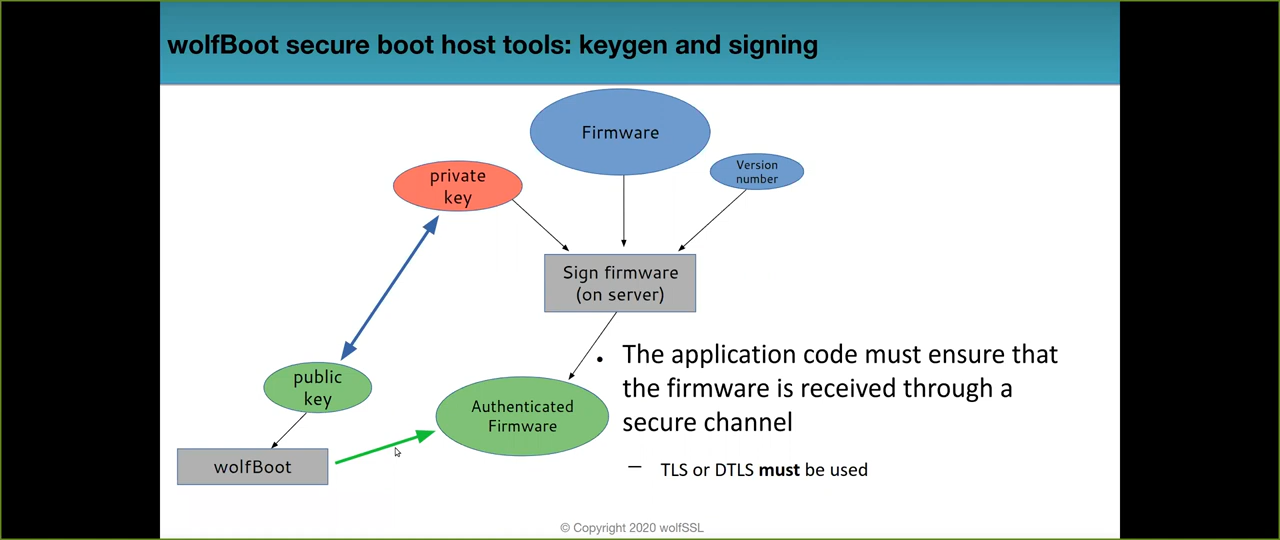 wolfBoot secure boot host tools: keygen and signing
Firmware
Version
number
private
key
Sign firmware
(on server)
• The application code must ensure that
the firmware is received through a
secure channel
– TLS or DTLS must be used
public
key
Authenticated
Firmware
wolfBoot
© Copyright 2020 wolfSSL